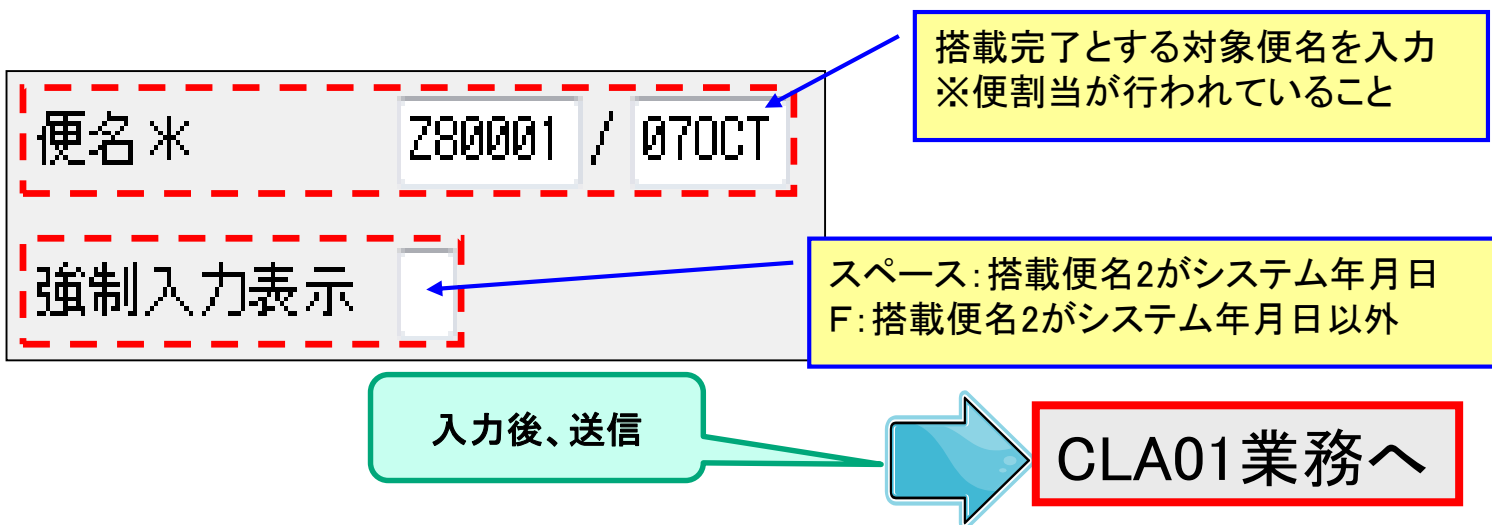 搭載完了とする対象便名を入力
※便割当が行われていること
便名＊ Z80001 / 07OCT
強制入力表示
スペース：搭載便名2がシステム年月日
F：搭載便名2がシステム年月日以外
入力後、送信
CLA01業務へ